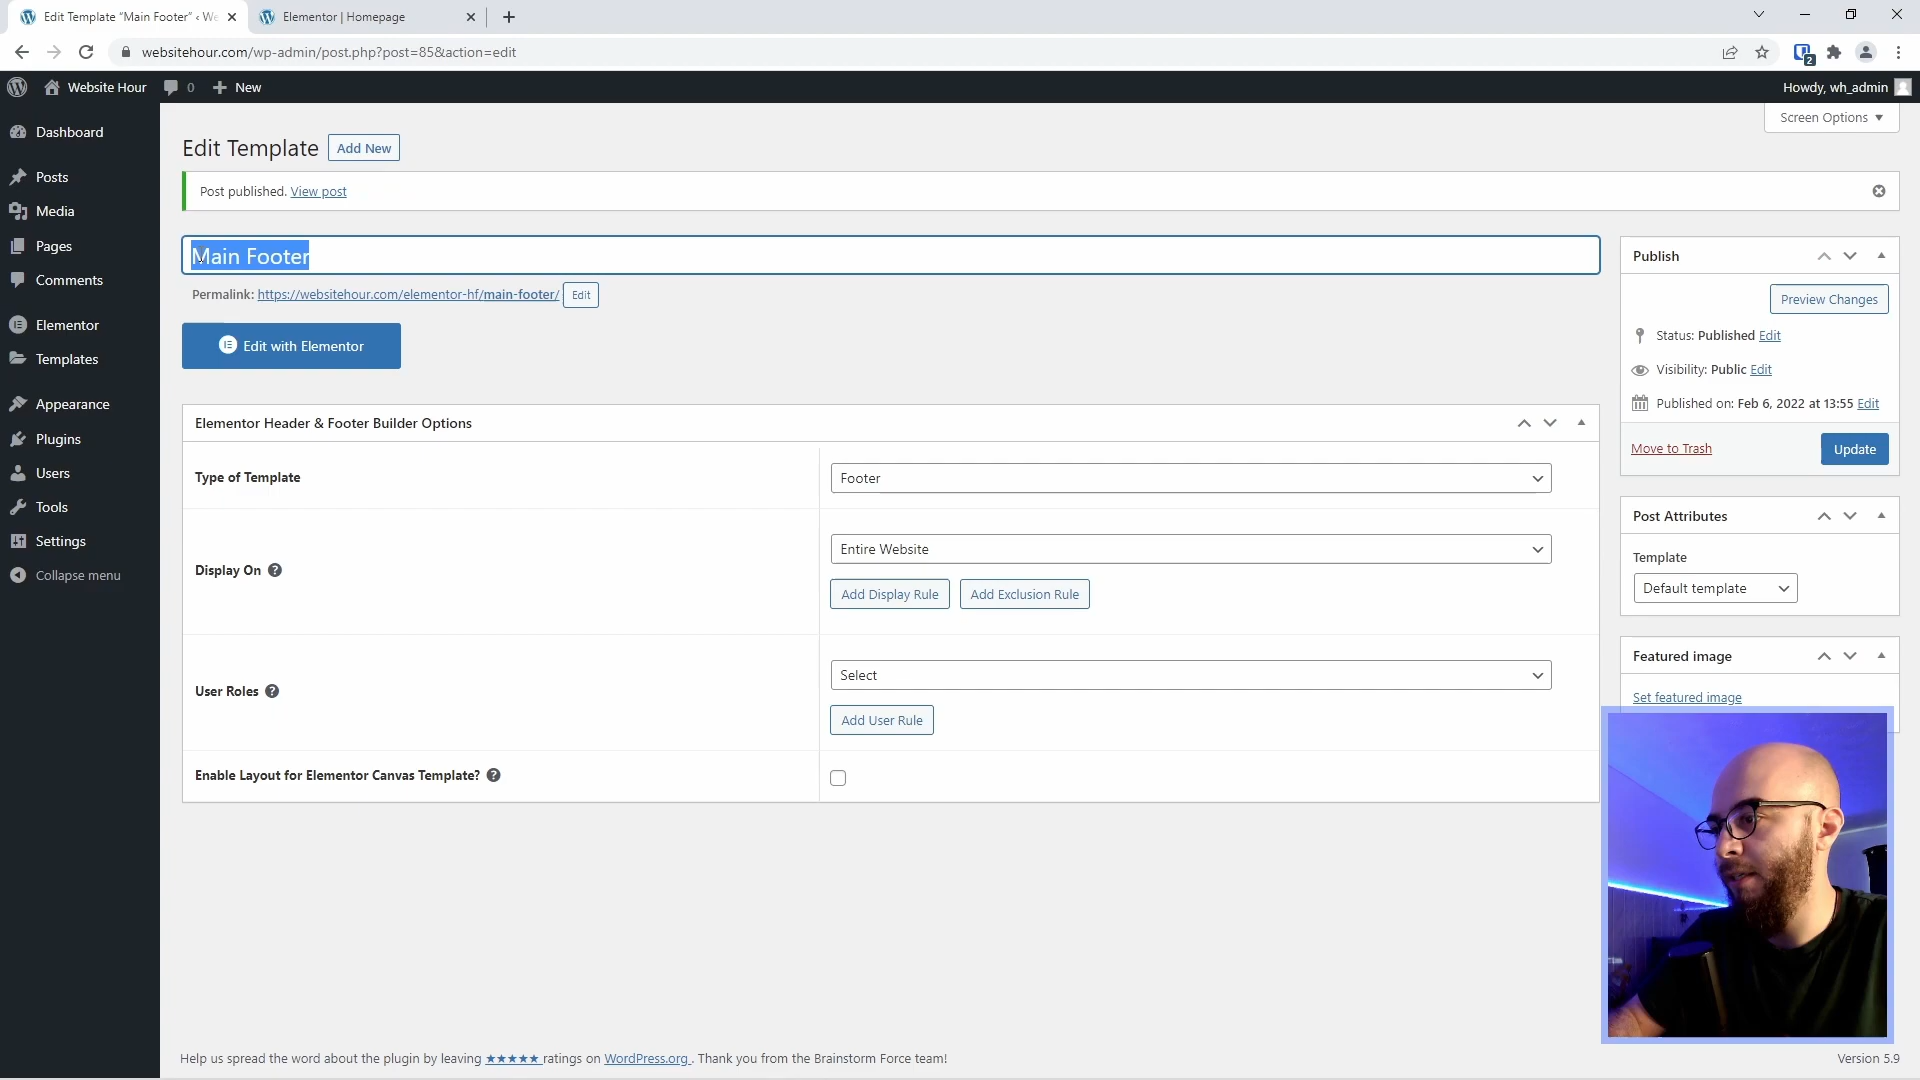 Edit Template “Main Footer” ‹ We
Elementor | Homepage
websitehour.com/wp-admin/post.php?post=85&action=edit
2
Website Hour
0
New
Howdy, wh_admin
Screen Options
Dashboard
Posts
Media
Pages
Comments
Elementor
Templates
Appearance
Plugins
Users
Tools
Settings
Collapse menu
Edit Template
Add New
Post published. View post
Main Footer
Permalink: https://websitehour.com/elementor-hf/main-footer/ Edit
Edit with Elementor
Elementor Header & Footer Builder Options
Type of Template
Footer
Display On
Entire Website
Add Display Rule
Add Exclusion Rule
User Roles
Select
Add User Rule
Enable Layout for Elementor Canvas Template?
Publish
Preview Changes
Status: Published Edit
Visibility: Public Edit
Published on: Feb 6, 2022 at 13:55 Edit
Move to Trash
Update
Post Attributes
Template
Default template
Featured image
Set featured image
Help us spread the word about the plugin by leaving ★★★★★ ratings on WordPress.org . Thank you from the Brainstorm Force team!
Version 5.9